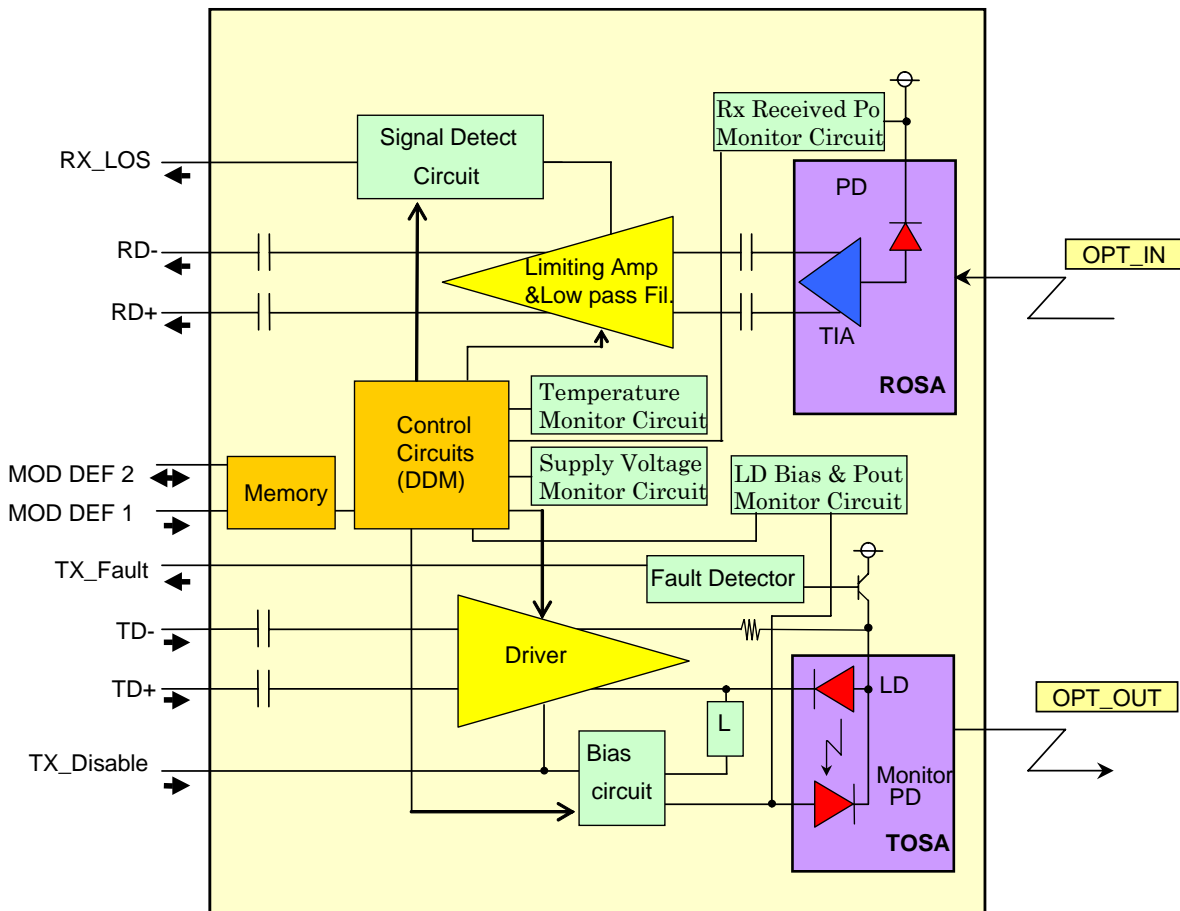 Rx Received Po
Monitor Circuit
Signal Detect
Circuit
RX_LOS
PD
RD-
OPT_IN
Limiting Amp
&Low pass Fil.
RD+
TIA
ROSA
Temperature
Monitor Circuit
Control
Circuits
(DDM)
Supply Voltage
Monitor Circuit
LD Bias & Pout
Monitor Circuit
MOD DEF 2
Memory
MOD DEF 1
TX_Fault
Fault Detector
TD-
Driver
TD+
LD
OPT_OUT
L
TX_Disable
Bias
circuit
Monitor
PD
TOSA